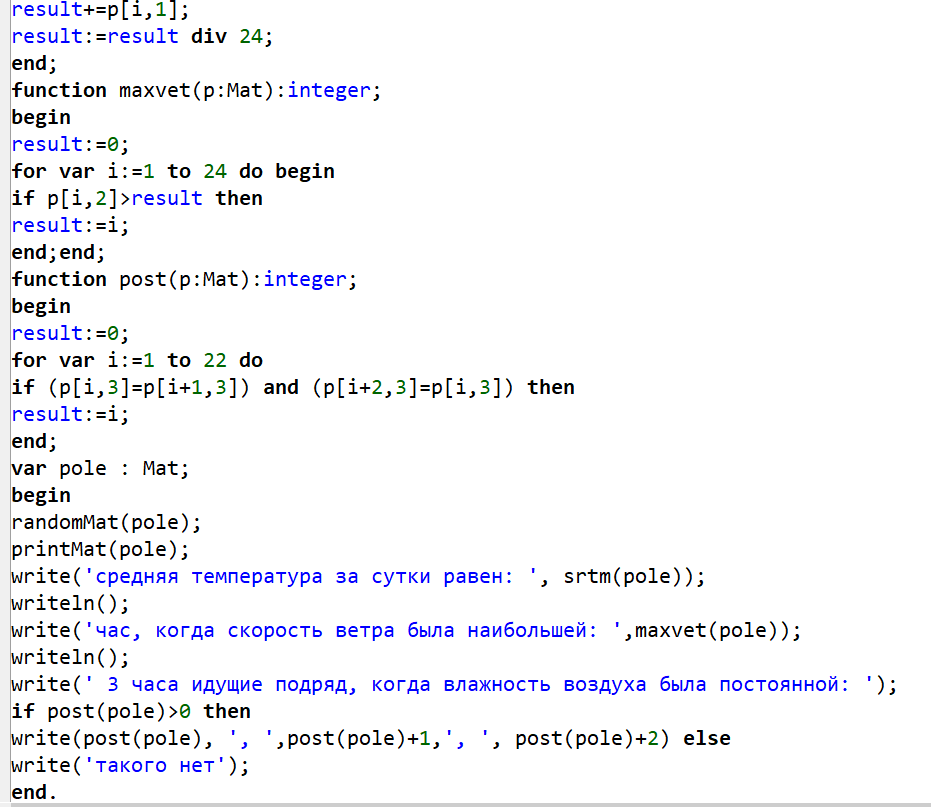 result+=p[i,1];
result:=result div 24;
end;
function maxvet(p:Mat):integer;
begin
result:=0;
for var i:=1 to 24 do begin
if p[i,2]>result then
result:=i;
end;end;
function post(p:Mat):integer;
begin
result:=0;
for var i:=1 to 22 do
if (p[i,3]=p[i+1,3]) and (p[i+2,3]=p[i,3]) then
result:=i;
end;
var pole : Mat;
begin
randomMat(pole);
printMat(pole);
write('средняя температура за сутки равен: ', srtm(pole));
writeln();
write('час, когда скорость ветра была наибольшей: ',maxvet(pole));
writeln();
write(' 3 часа идущие подряд, когда влажность воздуха была постоянной: ');
if post(pole)>0 then
write(post(pole), ', ',post(pole)+1,', ', post(pole)+2) else
write('такого нет');
end.